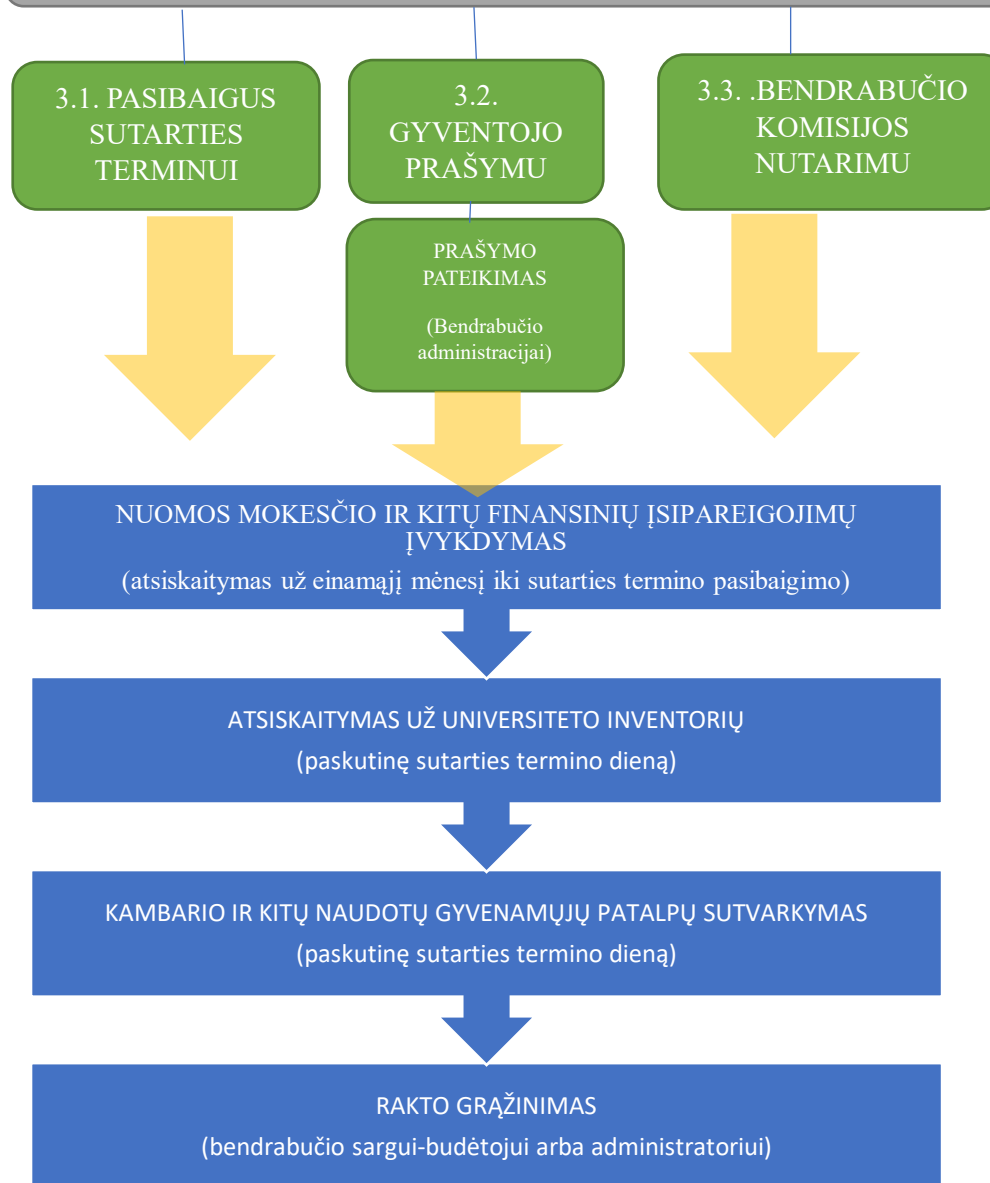 3.1. PASIBAIGUS
SUTARTIES
TERMINUI
3.2.
GYVENTOJO
PRAŠYMU
3.3. .BENDRABUČIO
KOMISIJOS
NUTARIMU
PRAŠYMO
PATEIKIMAS
(Bendrabučio
administracijai)
NUOMOS MOKESČIO IR KITŲ FINANSINIŲ ĮSIPAREIGOJIMŲ
ĮVYKDYMAS
(atsiskaitymas už einamąjį mėnesį iki sutarties termino pasibaigimo)
ATSISKAITYMAS UŽ UNIVERSITETO INVENTORIŲ
(paskutinę sutarties termino dieną)
KAMBARIO IR KITŲ NAUDOTŲ GYVENAMŲJŲ PATALPŲ SUTVARKYMAS
(paskutinę sutarties termino dieną)
RAKTO GRĄŽINIMAS
(bendrabučio sargui-budėtojui arba administratoriui)